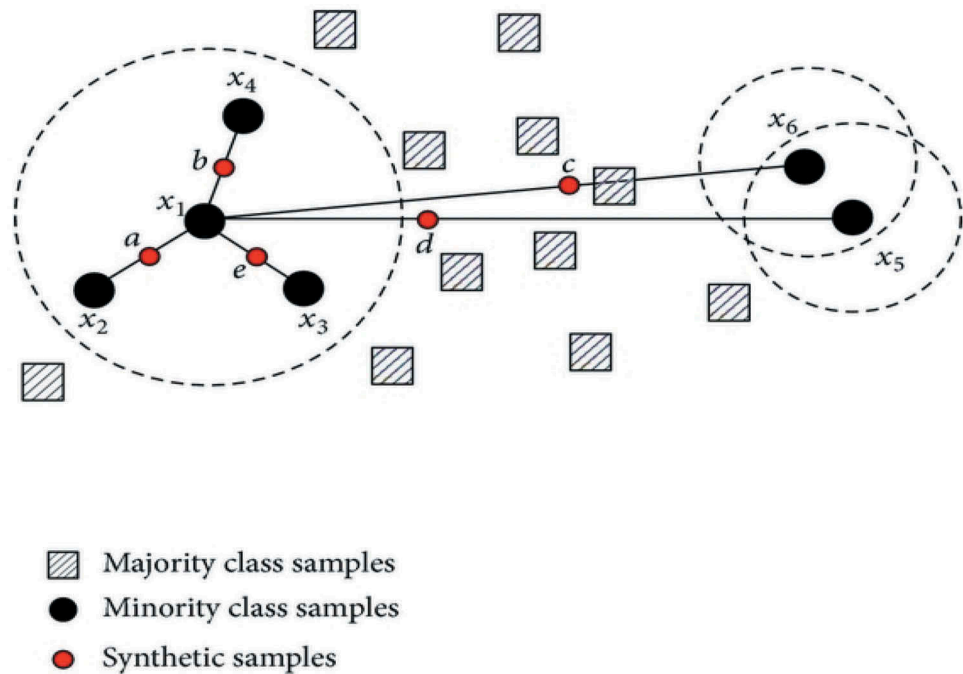 x4
x6
b
c
x1
a
d
e
x5
x2
x3
Majority class samples
Minority class samples
Synthetic samples